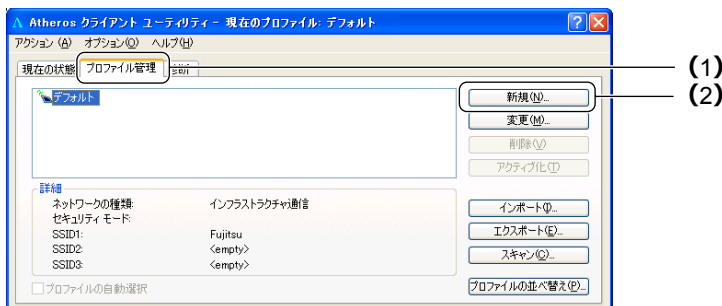 Atheros クライアント ユーティリティ - 現在のプロファイル: デフォルト
アクション (A) オプション(O) ヘルプ(H)
現在の状態 プロファイル管理 診断
(1)
デフォルト
新規(N)...
(2)
変更(M)...
削除(V)
アクティブ化(T)
詳細
ネットワークの種類: インフラストラクチャ通信
セキュリティ モード:
SSID1: Fujitsu
SSID2: <empty>
SSID3: <empty>
インポート(I)...
エクスポート(E)...
スキャン(C)...
プロファイルの自動選択
プロファイルの並べ替え(P)...